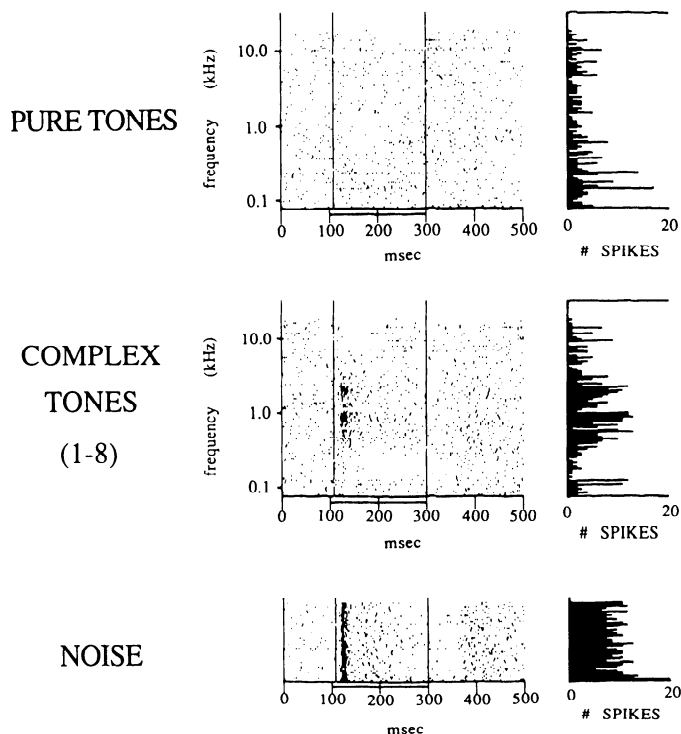 PURE TONES
frequency (kHz)
10.0
1.0
0.1
0 100 200 300 400 500
msec
0 20
# SPIKES
COMPLEX
TONES
(1-8)
frequency (kHz)
10.0
1.0
0.1
0 100 200 300 400 500
msec
0 20
# SPIKES
NOISE
0 100 200 300 400 500
msec
0 20
# SPIKES